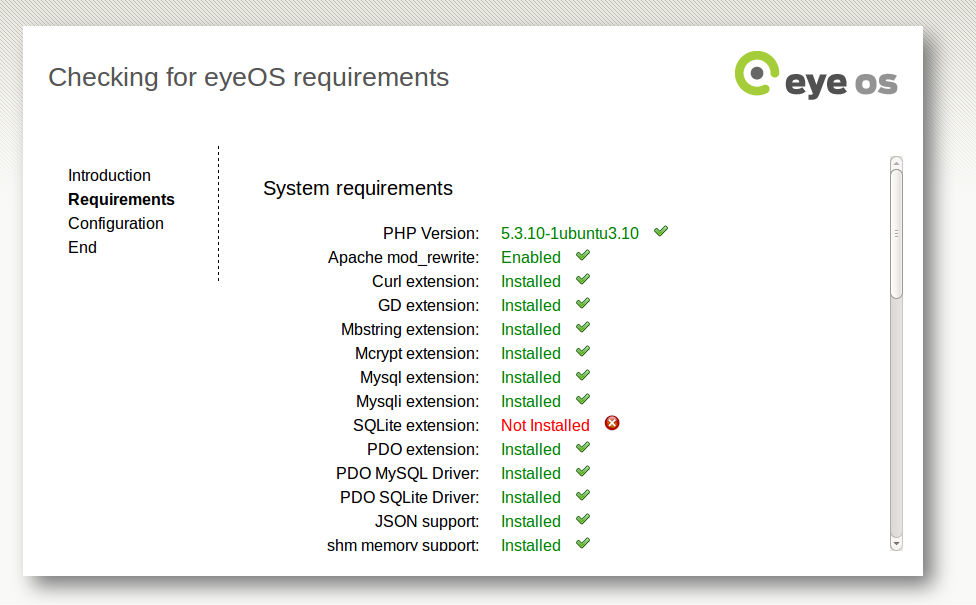 Checking for eyeOS requirements
eye os
Introduction
Requirements
Configuration
End
System requirements
PHP Version: 5.3.10-1ubuntu3.10
Apache mod_rewrite: Enabled
Curl extension: Installed
GD extension: Installed
Mbstring extension: Installed
Mcrypt extension: Installed
Mysql extension: Installed
Mysqli extension: Installed
SQLite extension: Not Installed
PDO extension: Installed
PDO MySQL Driver: Installed
PDO SQLite Driver: Installed
JSON support: Installed
shm memory support: Installed